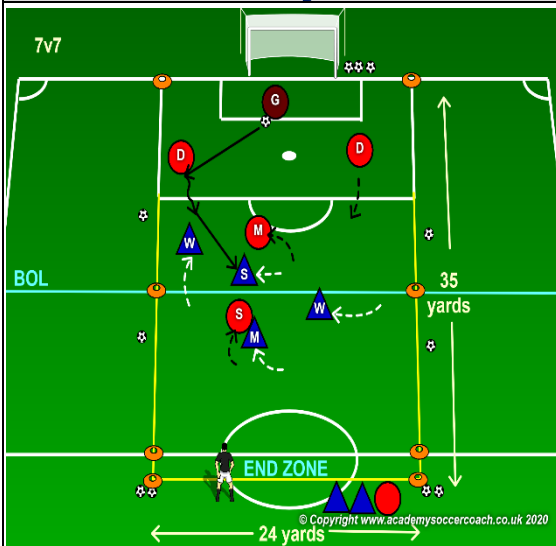 7v7
G
D
D
M
W
S
BOL
35
yards
W
S
M
END ZONE
© Copyright www.academysoccercoach.co.uk 2020
24 yards